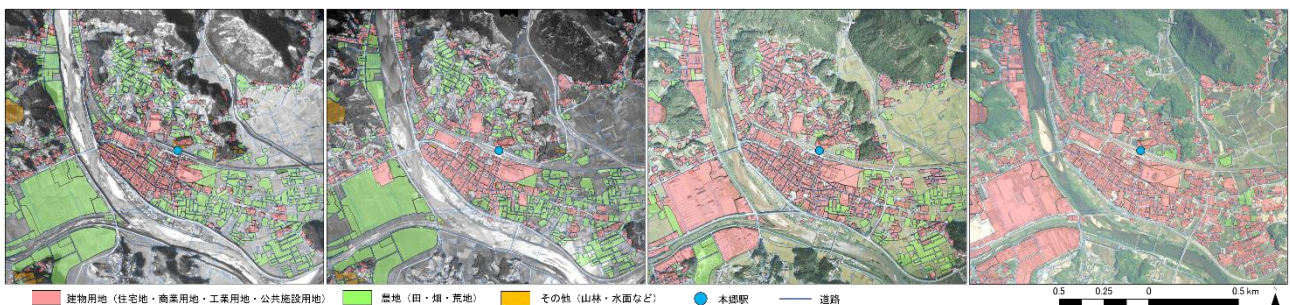 建物用地（住宅地・商業用地・工業用地・公共施設用地） 農地（田・畑・荒地） その他（山林・水面など） 本郷駅 道路
0.5 0.25 0 0.5 km